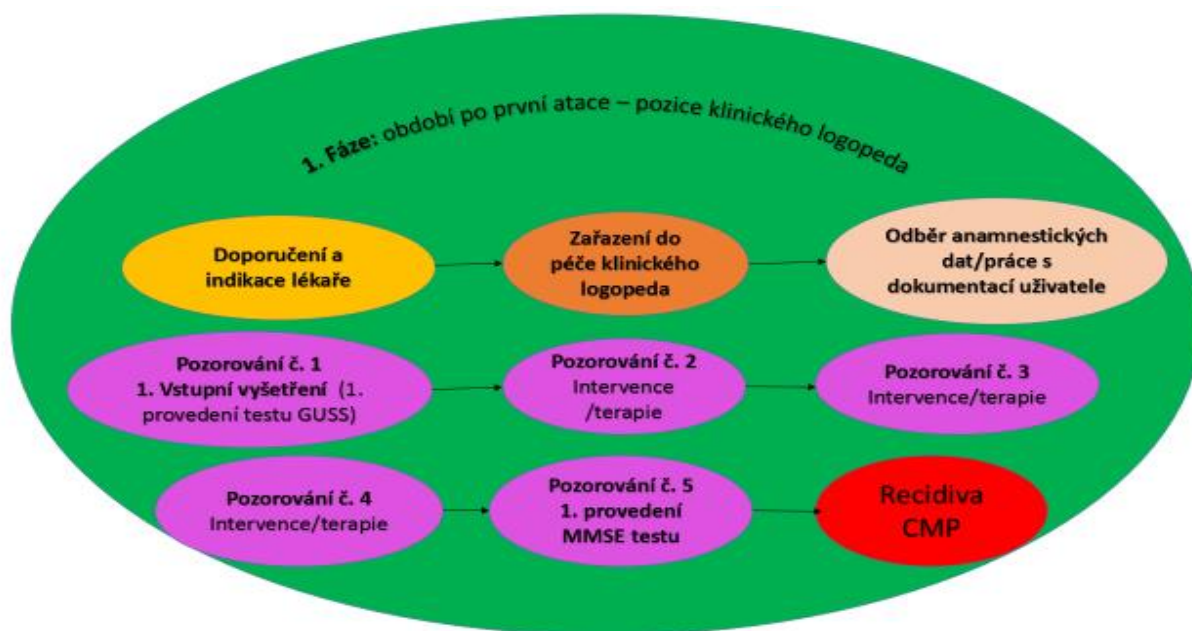 1. Fáze: období po první atace – pozice klinického logopeda
Doporučení a
indikace lékaře
Zařazení do
péče klinického
logopeda
Odběr anamnestických
dat/práce s
dokumentací uživatele
Pozorování č. 1
1. Vstupní vyšetření (1.
provedení testu GUSS)
Pozorování č. 2
Intervence
/terapie
Pozorování č. 3
Intervence/terapie
Pozorování č. 4
Intervence/terapie
Pozorování č. 5
1. provedení
MMSE testu
Recidiva
CMP